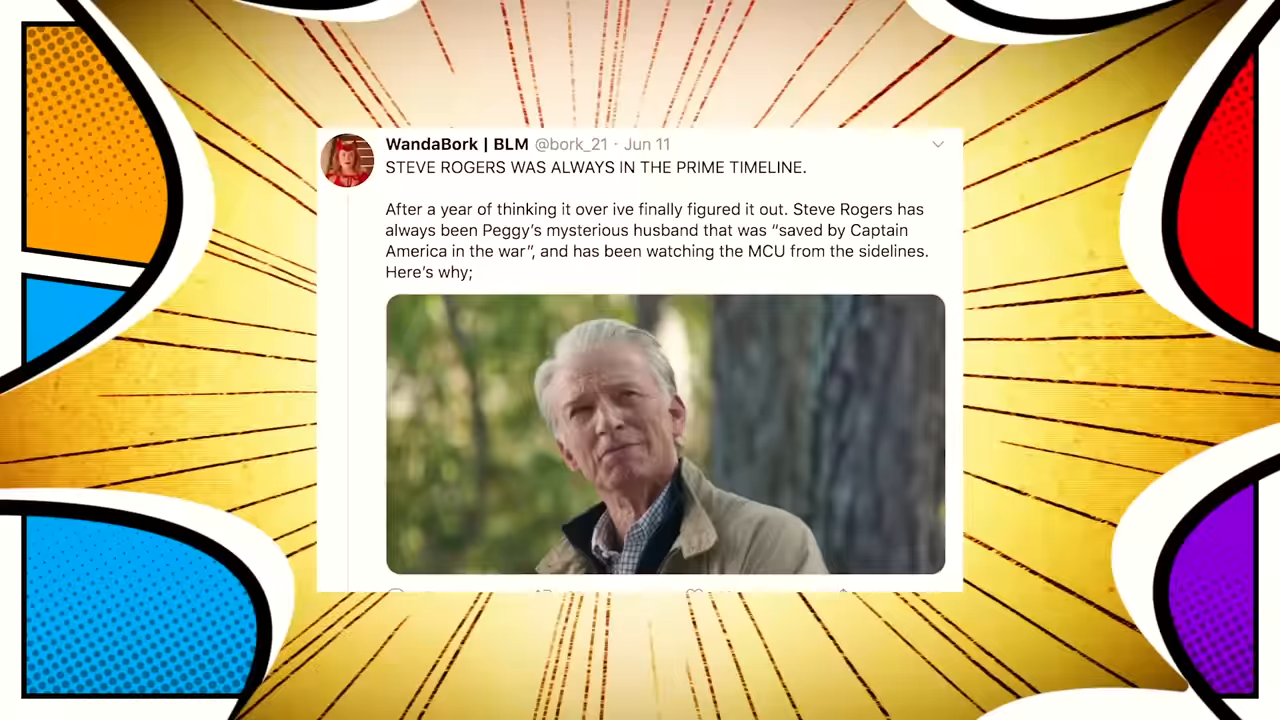 WandaBork | BLM @bork_21 · Jun 11
STEVE ROGERS WAS ALWAYS IN THE PRIME TIMELINE.
After a year of thinking it over ive finally figured it out. Steve Rogers has
always been Peggy's mysterious husband that was “saved by Captain
America in the war”, and has been watching the MCU from the sidelines.
Here's why;